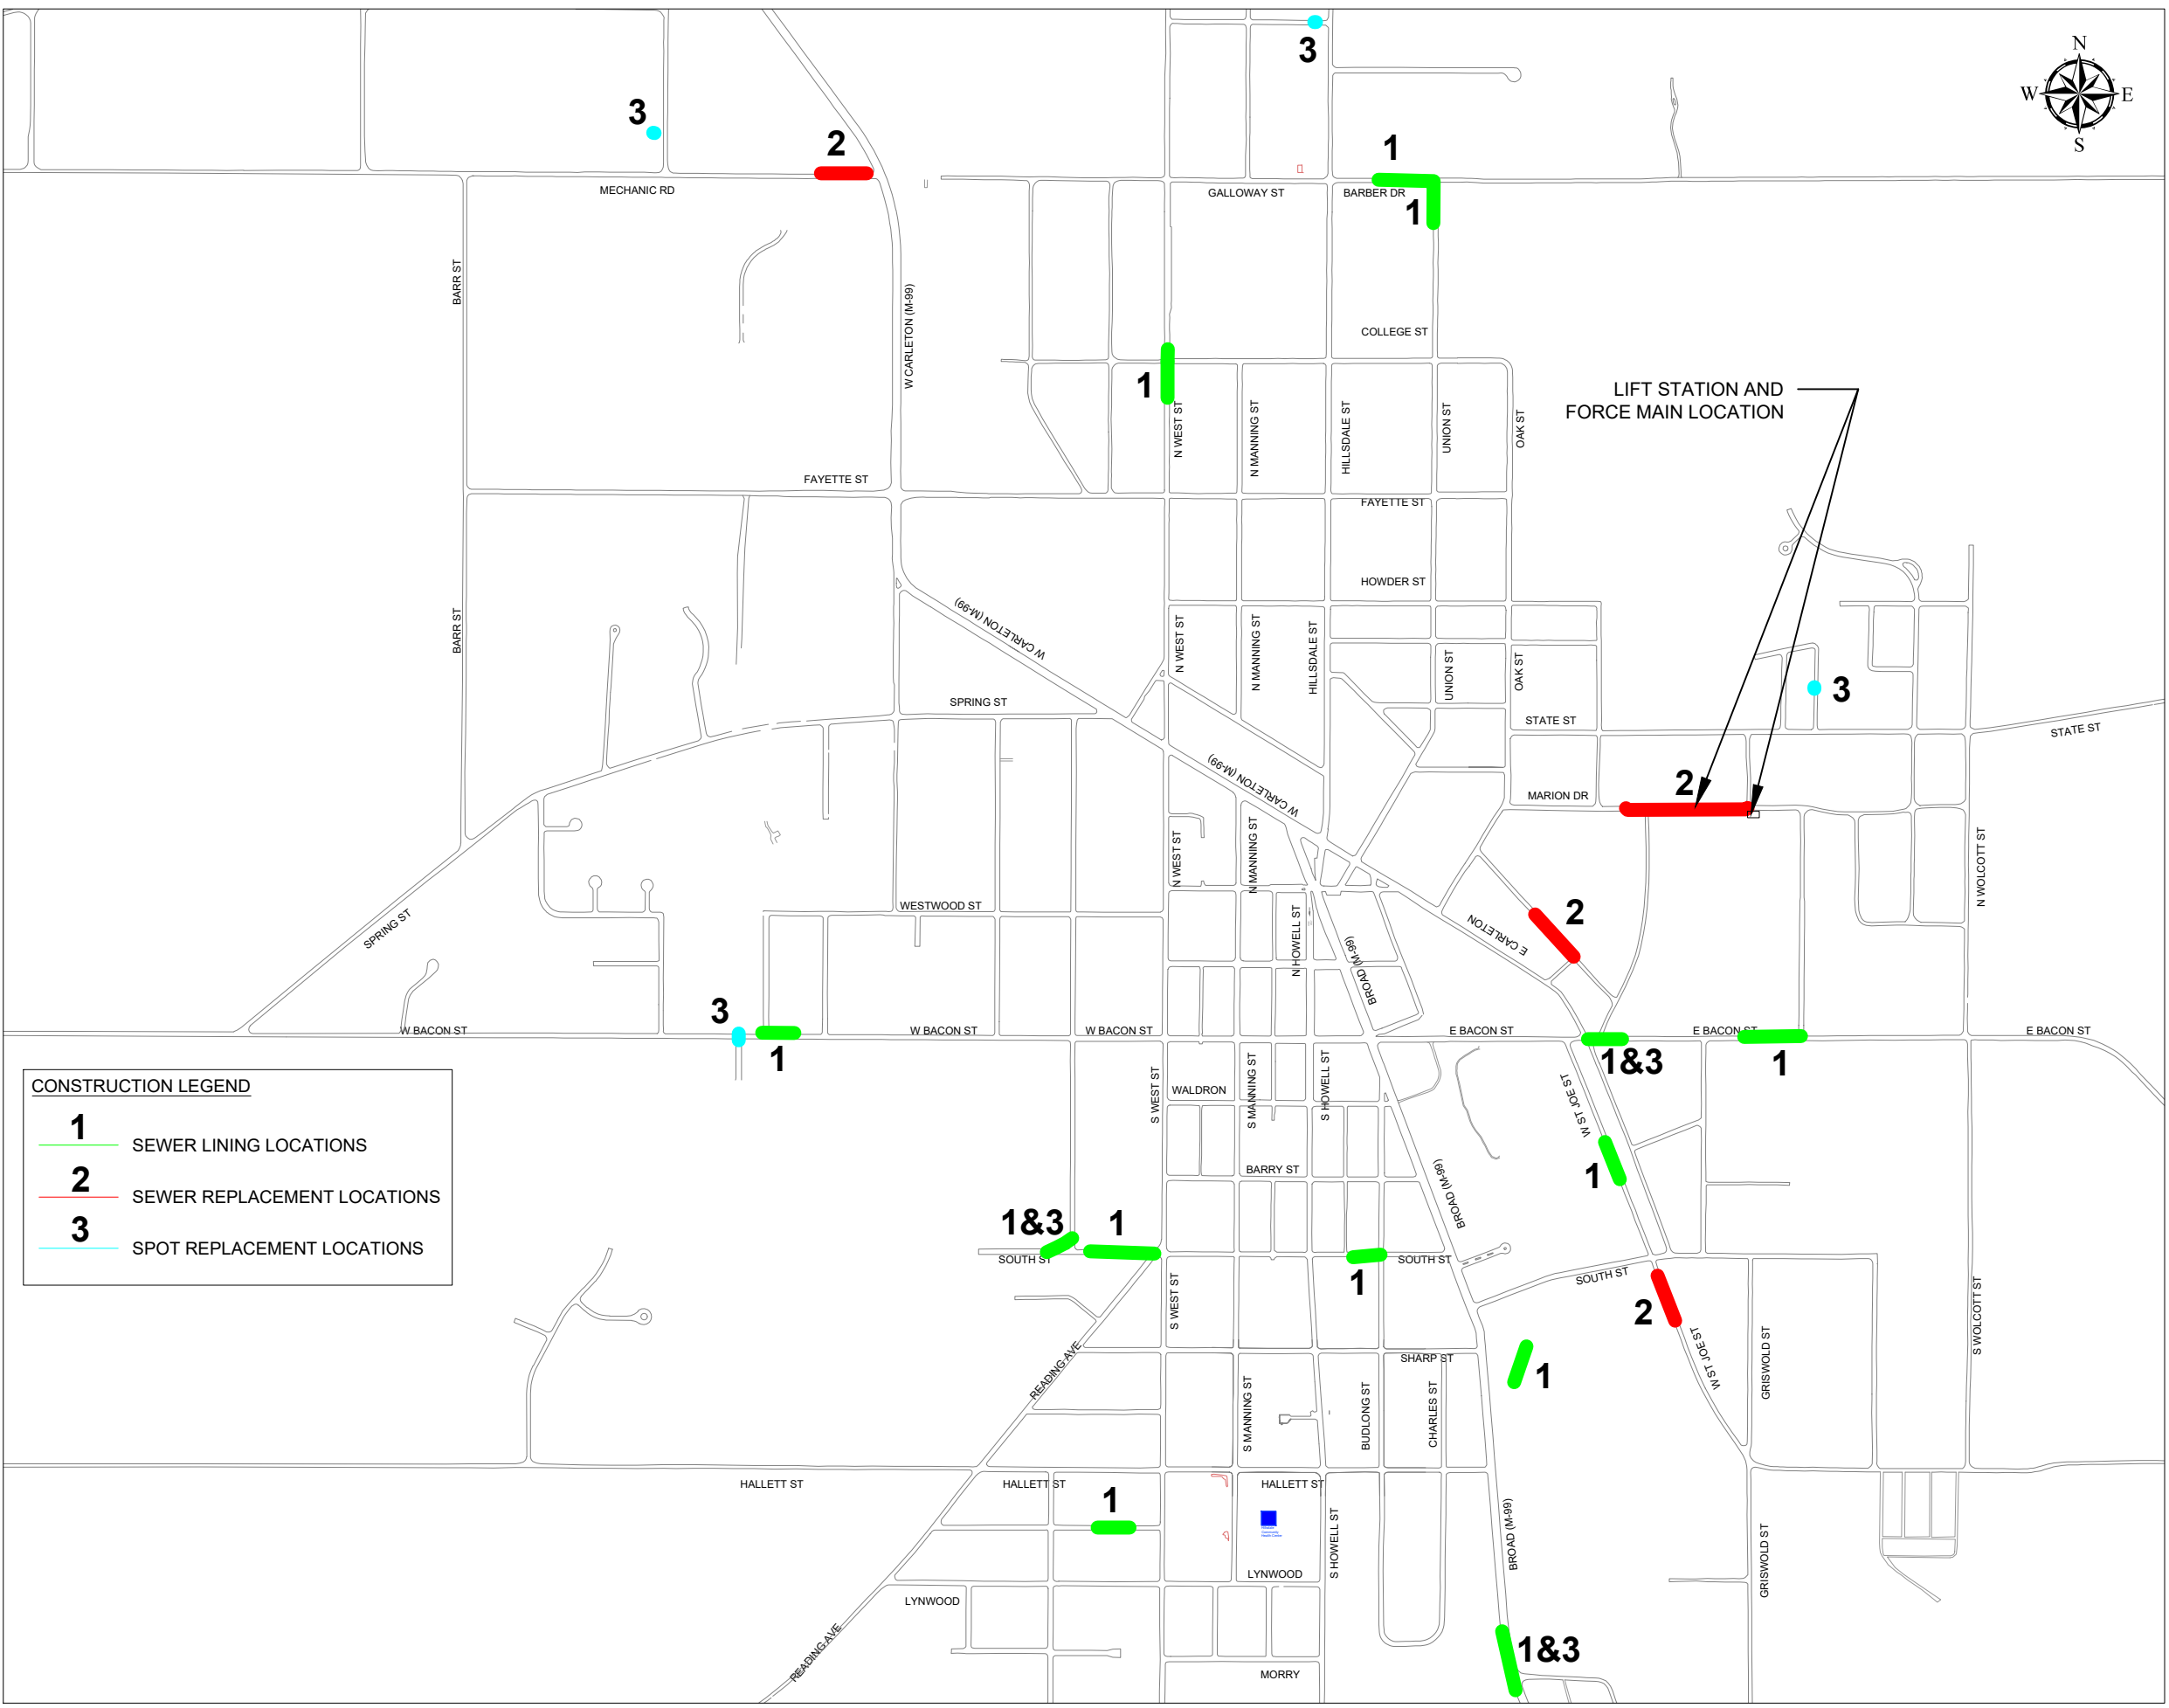 3
N
W
E
S
3
2
1
MECHANIC RD
GALLOWAY ST
BARBER DR
1
BARR ST
W CARLETON (M-99)
COLLEGE ST
1
LIFT STATION AND
FORCE MAIN LOCATION
N WEST ST
N MANNING ST
HILLSDALE ST
UNION ST
OAK ST
FAYETTE ST
FAYETTE ST
HOWDER ST
BARR ST
W CARLETON (M-99)
N WEST ST
N MANNING ST
HILLSDALE ST
UNION ST
OAK ST
3
SPRING ST
STATE ST
STATE ST
W CARLETON (M-99)
2
MARION DR
N WEST ST
N MANNING ST
N WOLCOTT ST
WESTWOOD ST
SPRING ST
2
E CARLETON
N HOWELL ST
BROAD (M-99)
3
W BACON ST
W BACON ST
W BACON ST
E BACON ST
E BACON ST
E BACON ST
1
1&3
1
CONSTRUCTION LEGEND
1
SEWER LINING LOCATIONS
2
SEWER REPLACEMENT LOCATIONS
3
SPOT REPLACEMENT LOCATIONS
WALDRON
S WEST ST
S MANNING ST
S HOWELL ST
W ST JOE ST
BARRY ST
1
BROAD (M-99)
1&3
1
SOUTH ST
SOUTH ST
1
SOUTH ST
S WEST ST
2
W ST JOE ST
GRISWOLD ST
S WOLCOTT ST
READING AVE
SHARP ST
1
S MANNING ST
BUDLONG ST
CHARLES ST
HALLETT ST
HALLETT ST
HALLETT ST
1
S HOWELL ST
BROAD (M-99)
GRISWOLD ST
LYNWOOD
LYNWOOD
READING AVE
1&3
MORRY